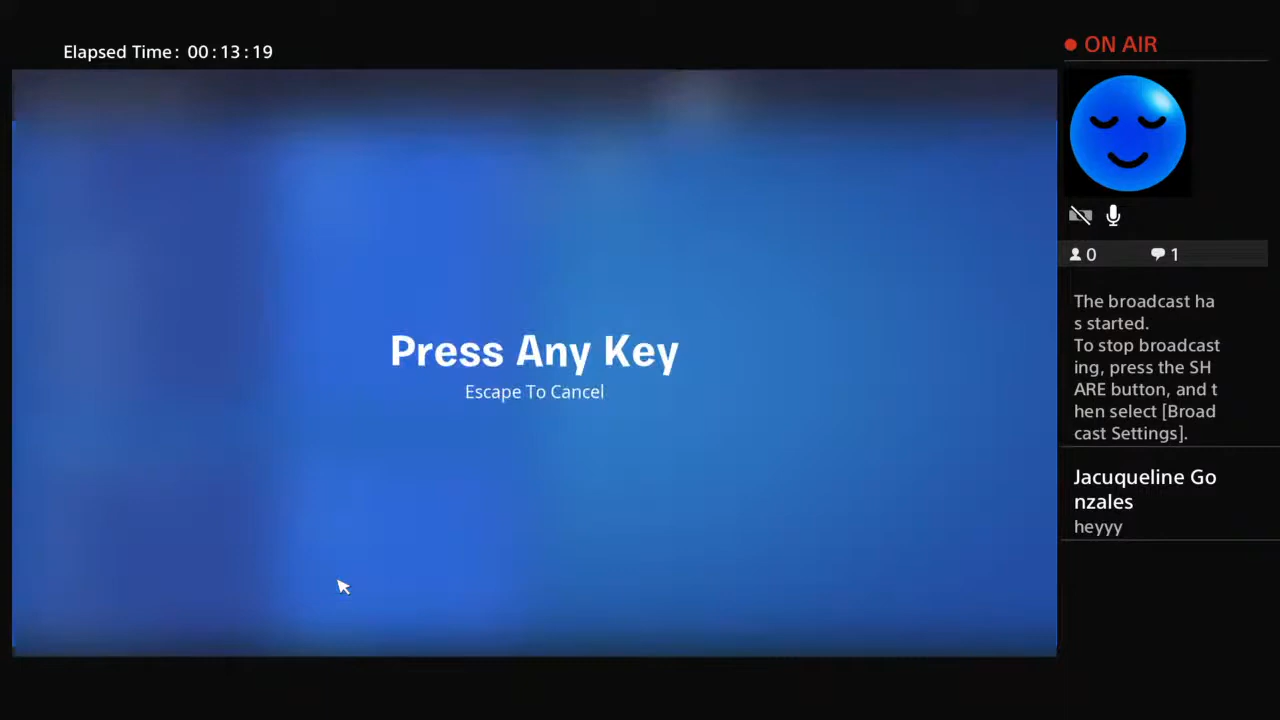 Elapsed Time: 00:13:19
ON AIR
0
1
Press Any Key
Escape To Cancel
The broadcast ha
s started.
To stop broadcast
ing, press the SH
ARE button, and t
hen select [Broad
cast Settings].
Jacuqueline Go
nzales
heyyy